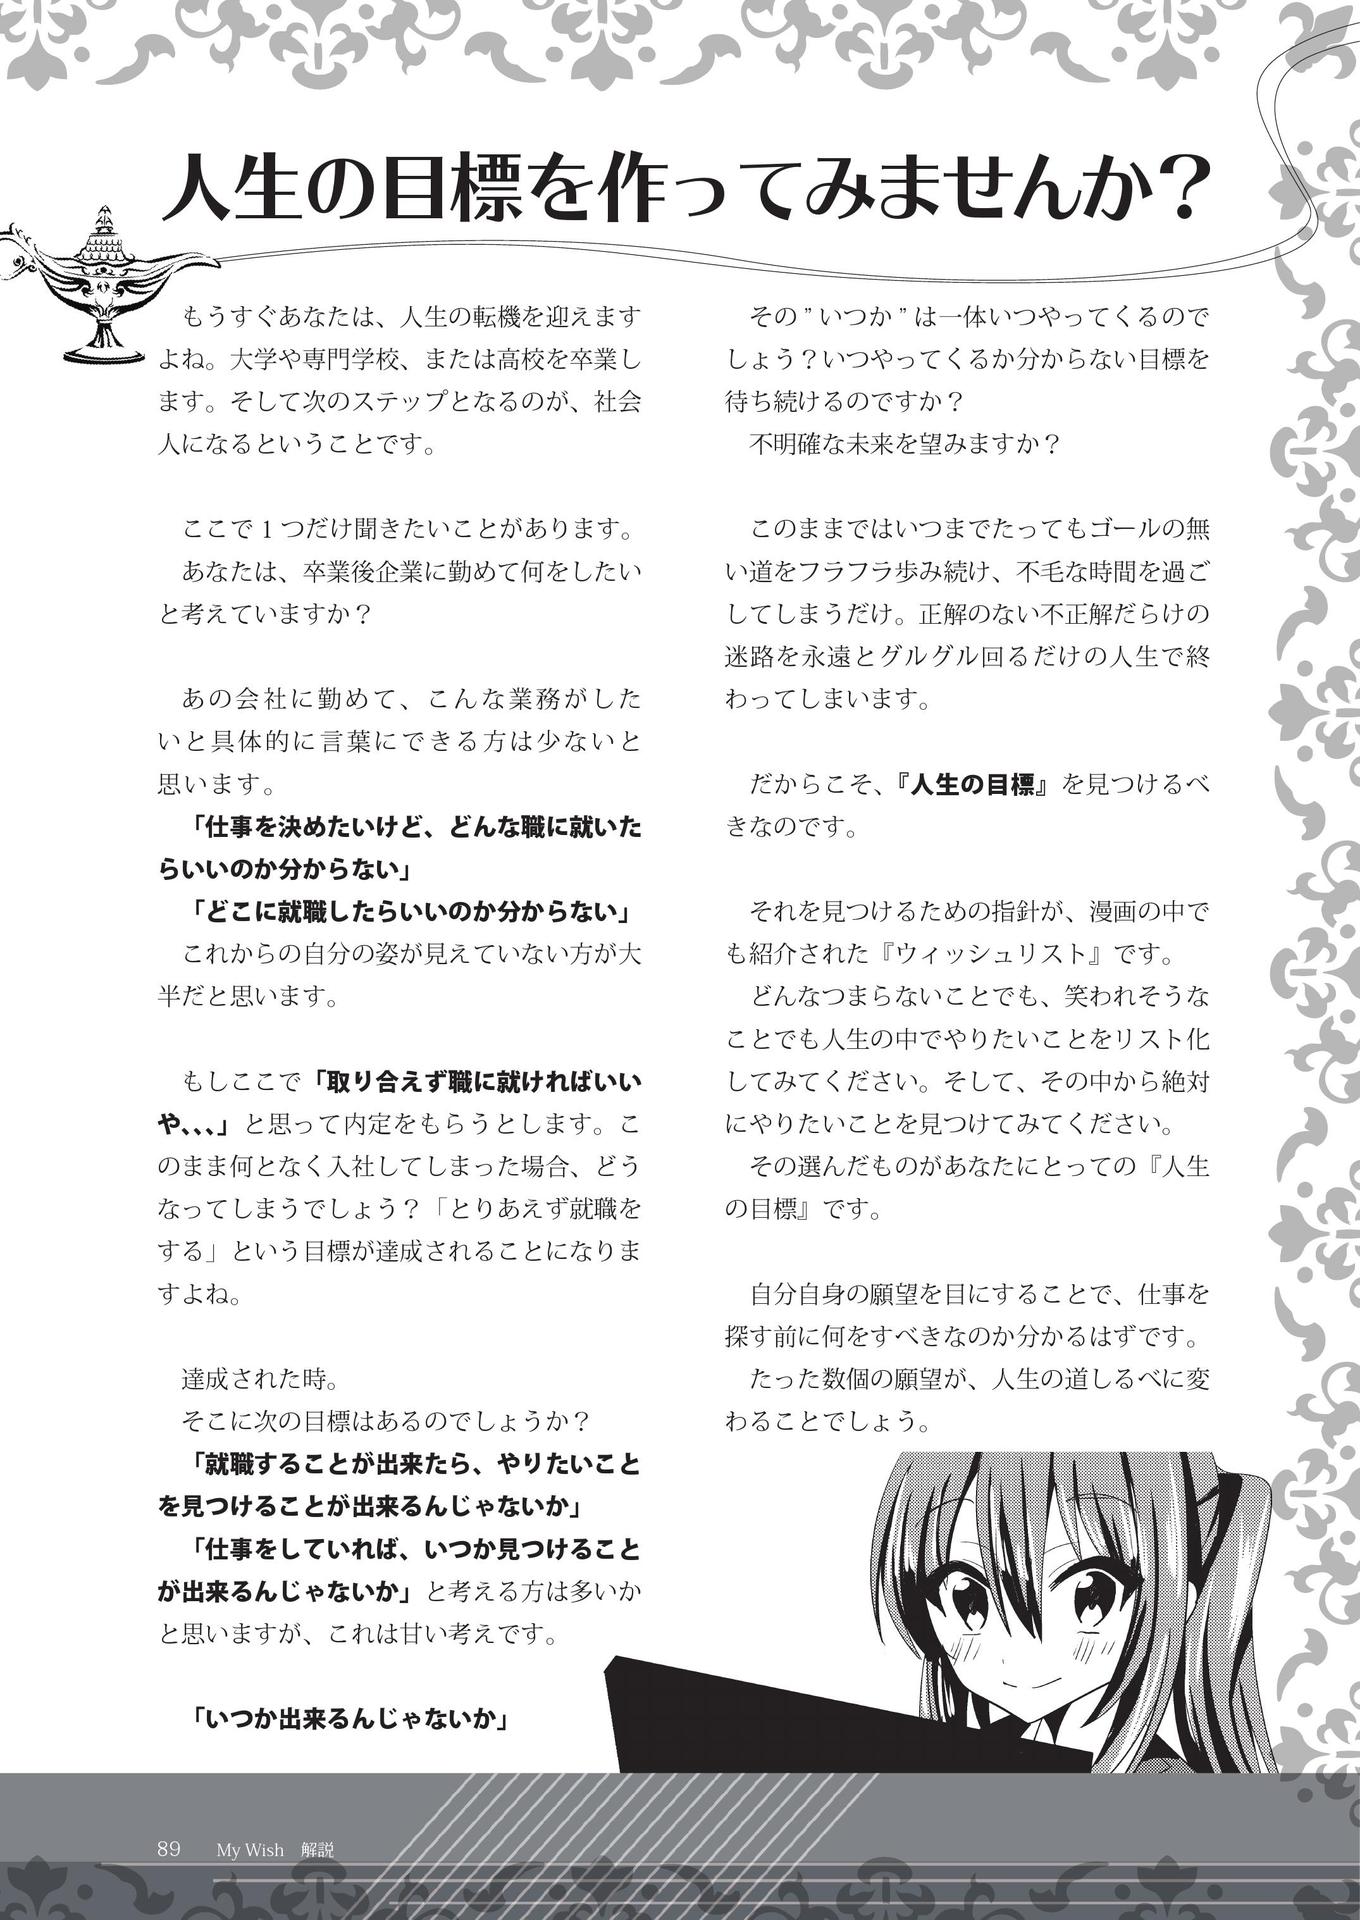 人生の目標を作ってみませんか？
もうすぐあなたは、人生の転機を迎えます
よね。大学や専門学校、または高校を卒業し
ます。そして次のステップとなるのが、社会
人になるということです。
ここで 1 つだけ聞きたいことがあります。
あなたは、卒業後企業に勤めて何をしたい
と考えていますか？
あの会社に勤めて、こんな業務がした
いと具体的に言葉にできる方は少ないと
思います。
「仕事を決めたいけど、どんな職に就いた
らいいのか分からない」
「どこに就職したらいいのか分からない」
これからの自分の姿が見えていない方が大
半だと思います。
もしここで「取り合えず職に就ければいい
や､､､」と思って内定をもらうとします。こ
のまま何となく入社してしまった場合、どう
なってしまうでしょう？「とりあえず就職を
する」という目標が達成されることになりま
すよね。
達成された時。
そこに次の目標はあるのでしょうか？
「就職することが出来たら、やりたいこと
を見つけることが出来るんじゃないか」
「仕事をしていれば、いつか見つけること
が出来るんじゃないか」と考える方は多いか
と思いますが、これは甘い考えです。
「いつか出来るんじゃないか」
その ” いつか ” は一体いつやってくるので
しょう？いつやってくるか分からない目標を
待ち続けるのですか？
不明確な未来を望みますか？
このままではいつまでたってもゴールの無
い道をフラフラ歩み続け、不毛な時間を過ご
してしまうだけ。正解のない不正解だらけの
迷路を永遠とグルグル回るだけの人生で終
わってしまいます。
だからこそ、『人生の目標』を見つけるべ
きなのです。
それを見つけるための指針が、漫画の中で
も紹介された『ウィッシュリスト』です。
どんなつまらないことでも、笑われそうな
ことでも人生の中でやりたいことをリスト化
してみてください。そして、その中から絶対
にやりたいことを見つけてみてください。
その選んだものがあなたにとっての『人生
の目標』です。
自分自身の願望を目にすることで、仕事を
探す前に何をすべきなのか分かるはずです。
たった数個の願望が、人生の道しるべに変
わることでしょう。
89 My Wish 解説